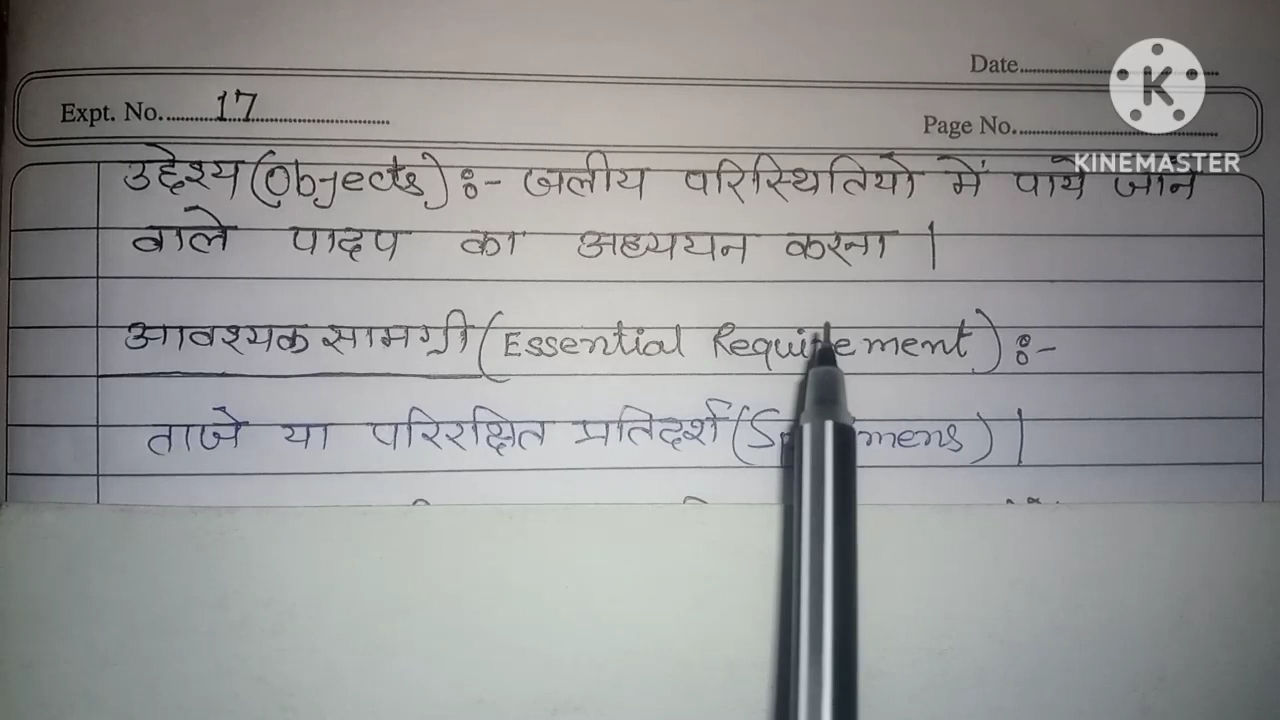 Date
Expt. No. 17
Page No.
KINEMASTER
उद्देश्य (Objects) :- जलीय परिस्थितियो में पाये जाने
वाले पादप का अध्ययन करना |
आवश्यक सामग्री (Essential Requirement) :-
ताजे या परिरक्षित प्रतिदर्श (Specimens) |